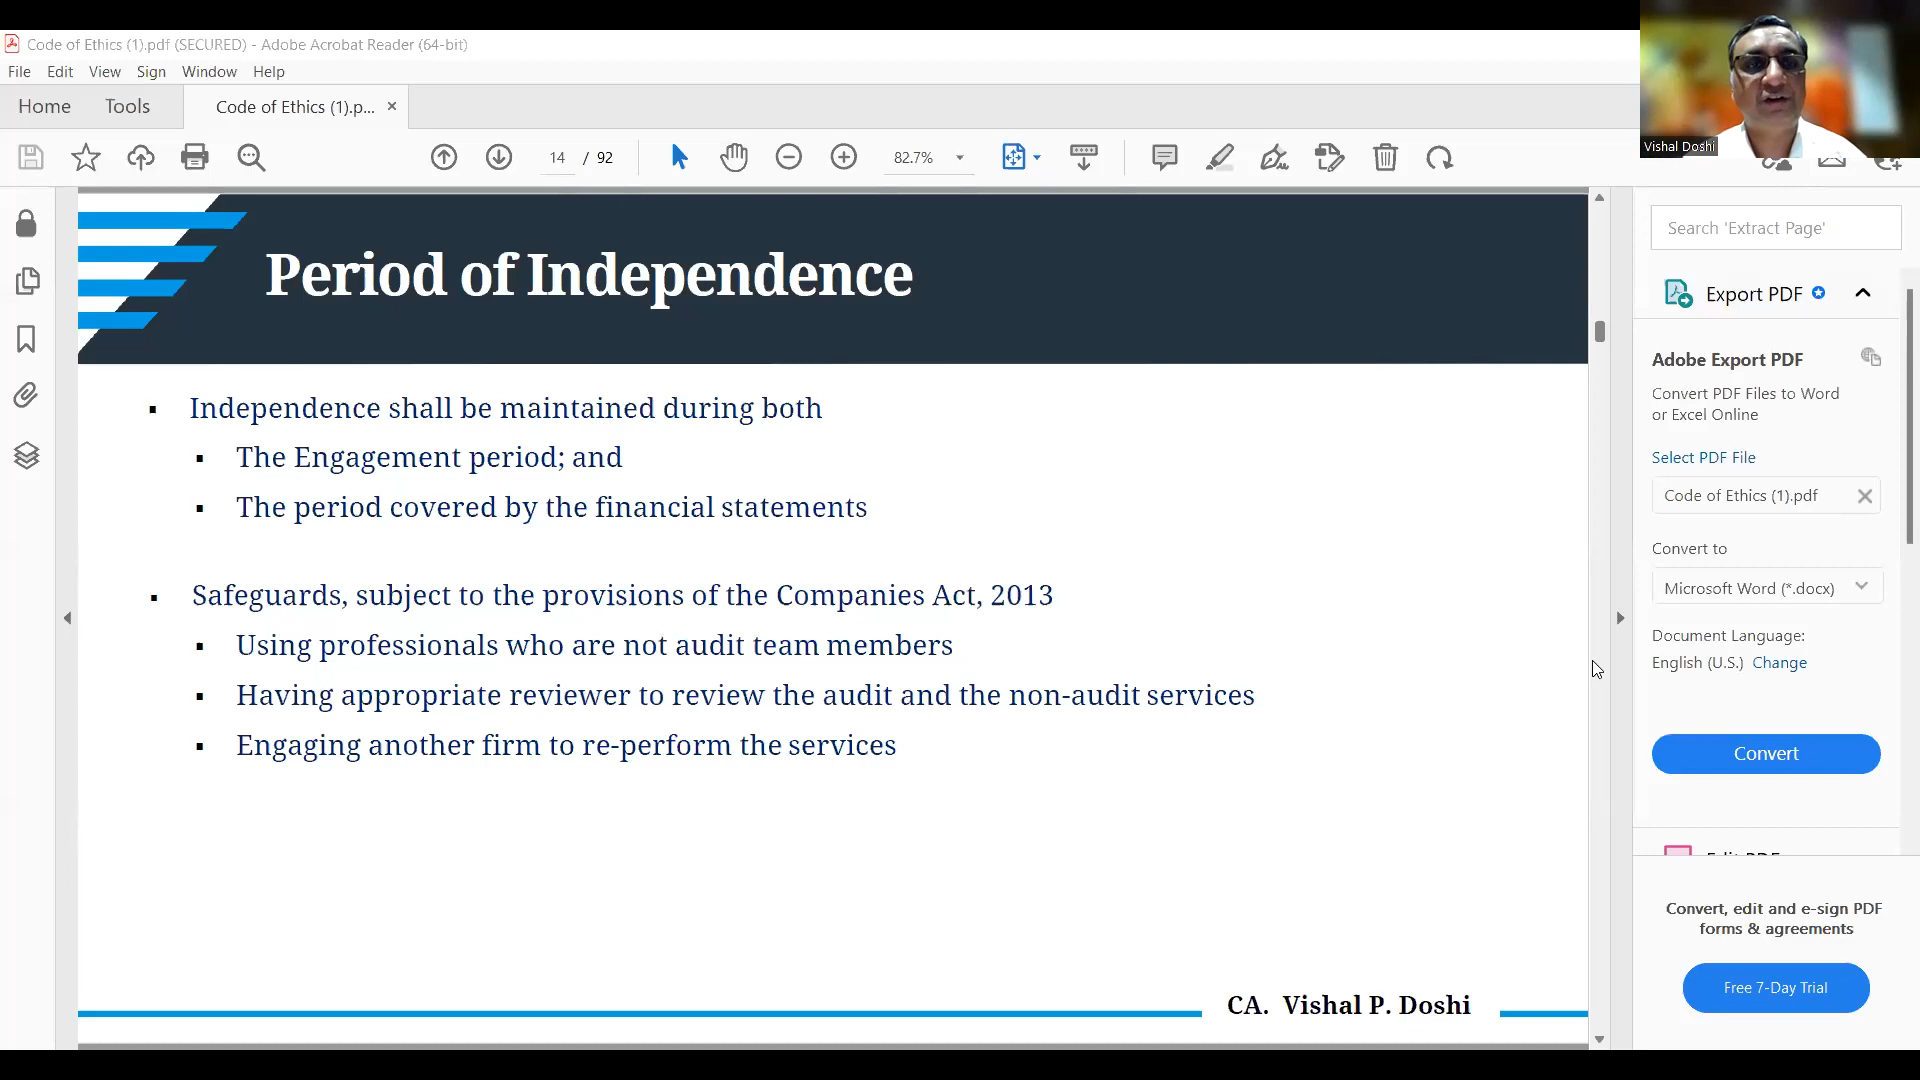 Code of Ethics (1).pdf (SECURED) - Adobe Acrobat Reader (64-bit)
File Edit View Sign Window Help
Home Tools Code of Ethics (1).p... ×
14 / 92 82.7%
Vishal Doshi
Period of Independence
▪ Independence shall be maintained during both
▪ The Engagement period; and
▪ The period covered by the financial statements
▪ Safeguards, subject to the provisions of the Companies Act, 2013
▪ Using professionals who are not audit team members
▪ Having appropriate reviewer to review the audit and the non-audit services
▪ Engaging another firm to re-perform the services
CA. Vishal P. Doshi
Search 'Extract Page'
Export PDF
Adobe Export PDF
Convert PDF Files to Word
or Excel Online
Select PDF File
Code of Ethics (1).pdf
Convert to
Microsoft Word (*.docx)
Document Language:
English (U.S.) Change
Convert
Edit PDF
Convert, edit and e-sign PDF
forms & agreements
Free 7-Day Trial